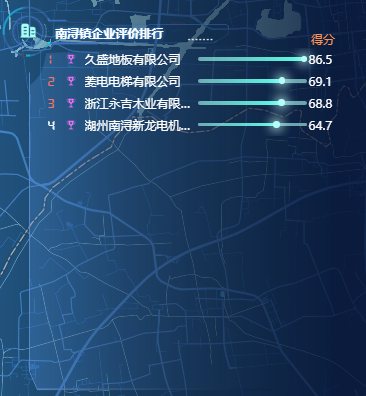 南浔镇企业评价排行 .......
得分
1 久盛地板有限公司 86.5
2 菱电电梯有限公司 69.1
3 浙江永吉木业有限... 68.8
4 湖州南浔新龙电机... 64.7